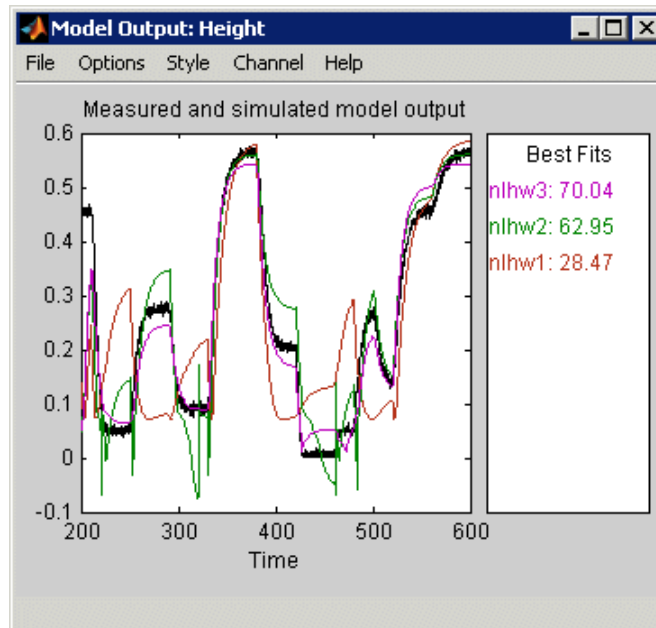 Model Output: Height
File Options Style Channel Help
Measured and simulated model output
0.6
0.5
0.4
0.3
0.2
0.1
0
-0.1
200 300 400 500 600
Time
Best Fits
nlhw3: 70.04
nlhw2: 62.95
nlhw1: 28.47